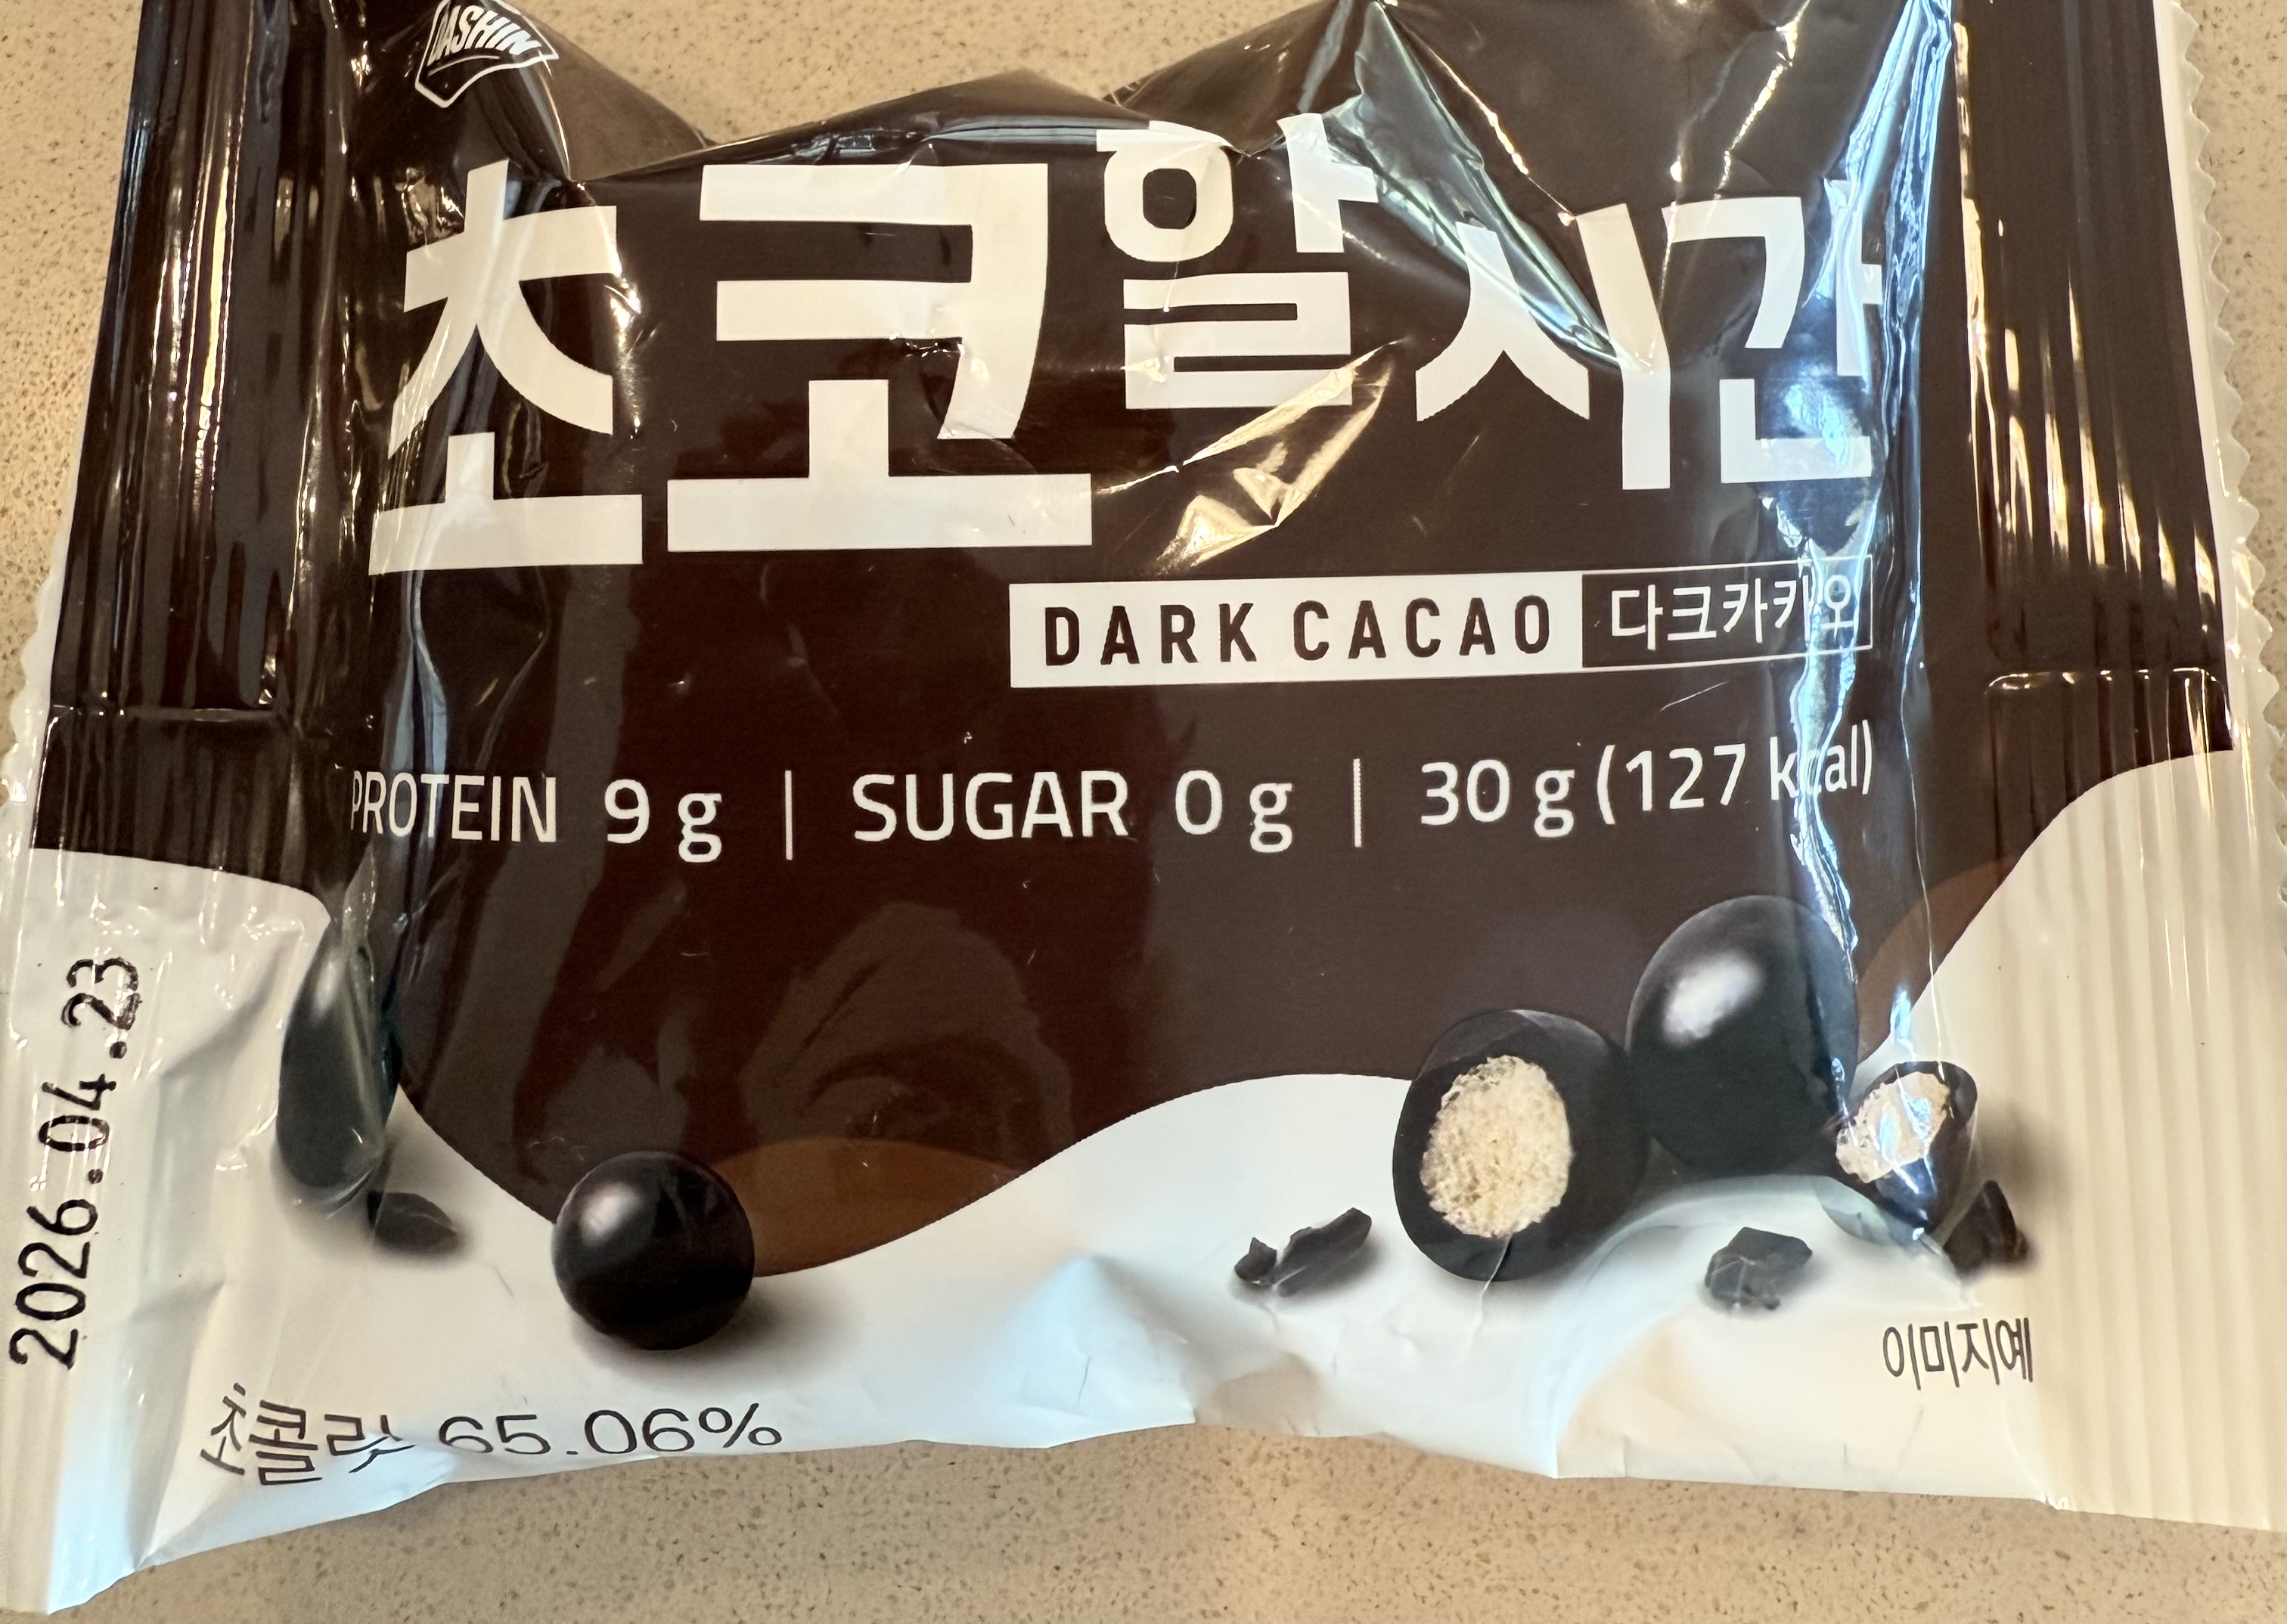 DASHIN
초코알시간
DARK CACAO 다크카카오
PROTEIN 9 g | SUGAR 0 g | 30 g (127 kcal)
2026.04.23
이미지예
초콜릿 65.06%